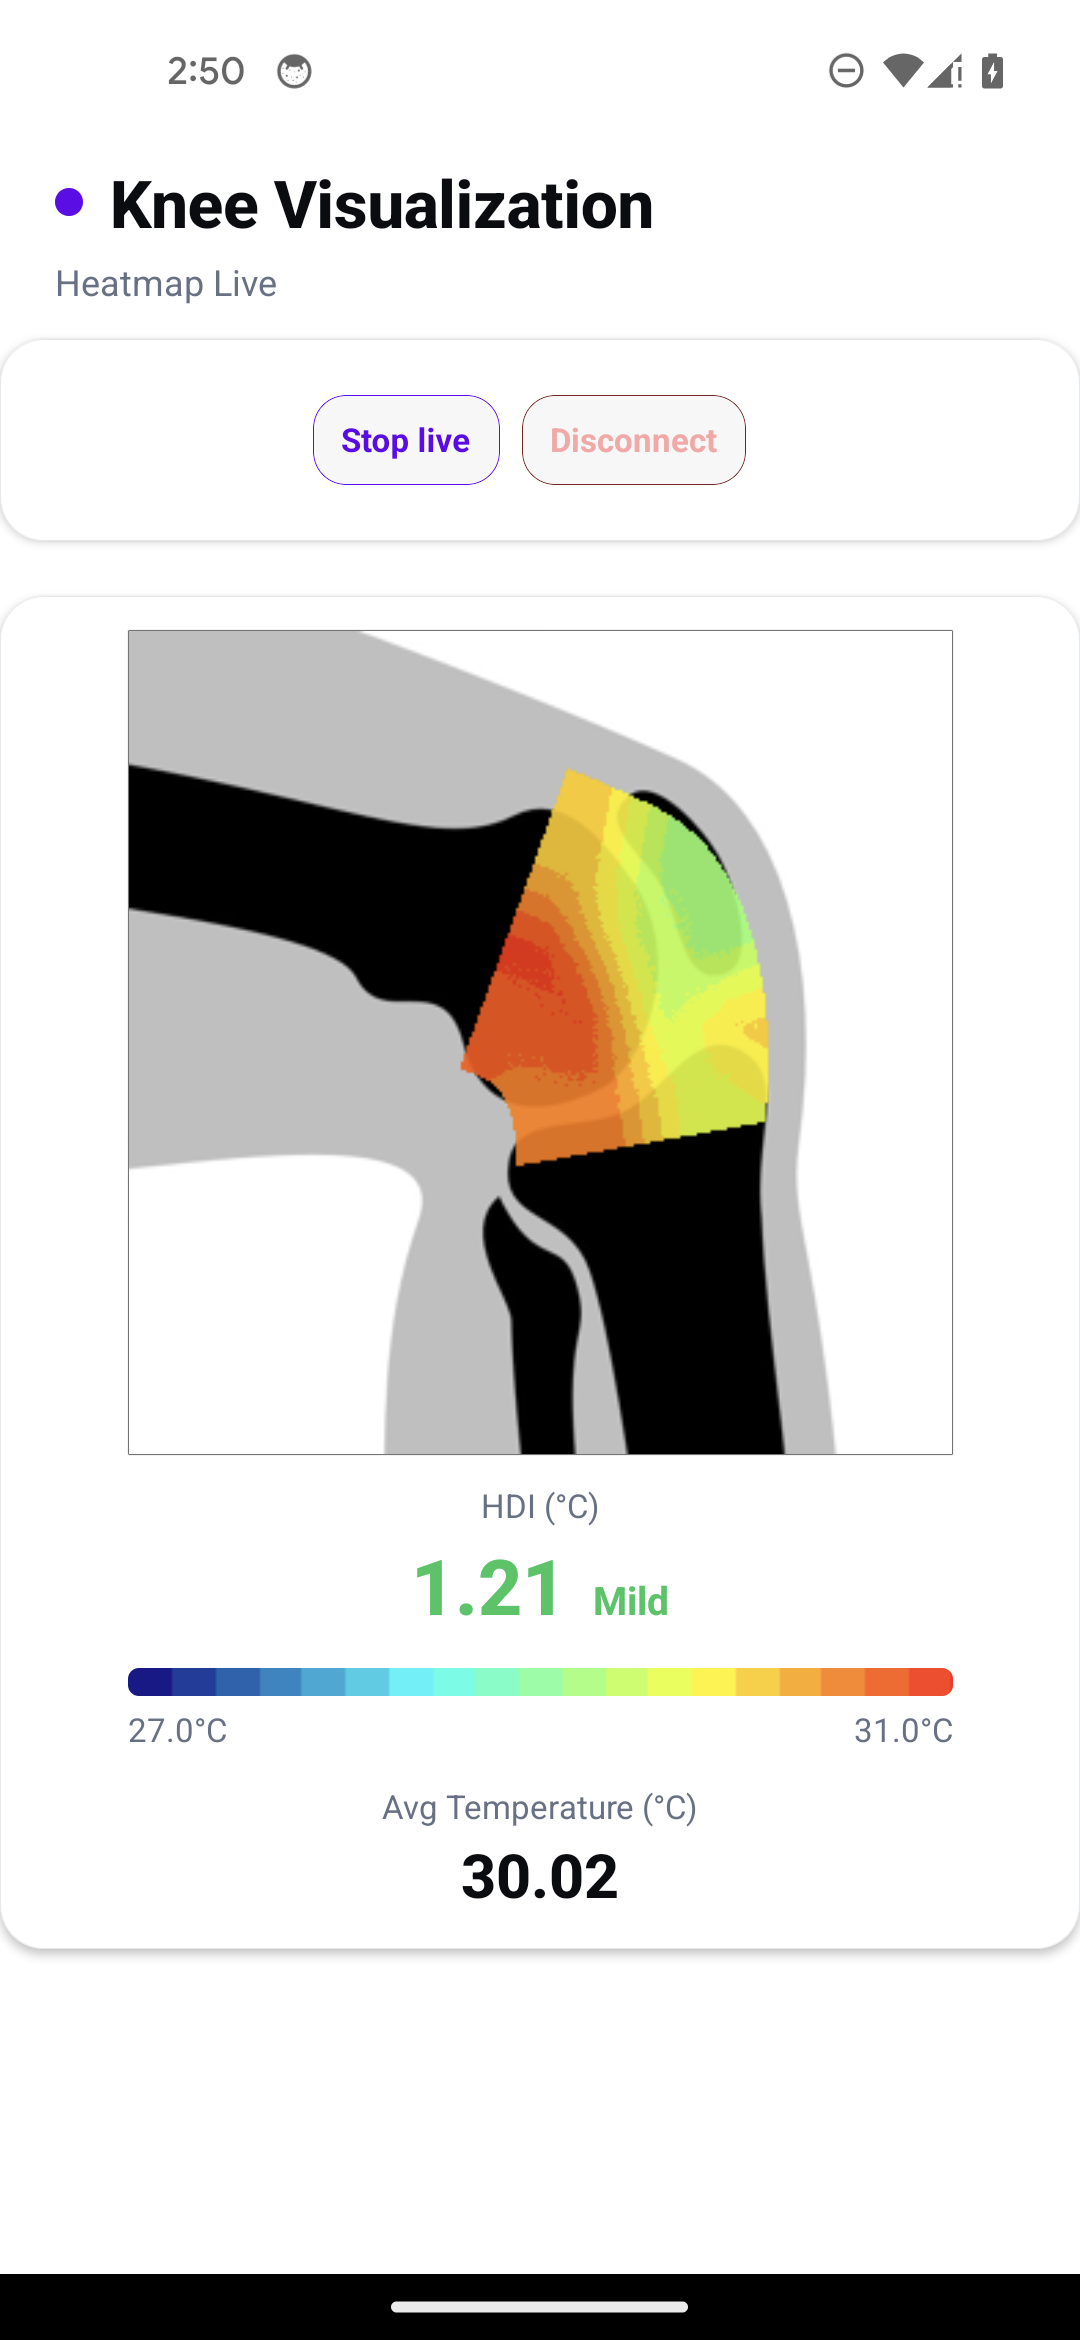 2:50
Knee Visualization
Heatmap Live
Stop live Disconnect
HDI (°C)
1.21 Mild
27.0°C 31.0°C
Avg Temperature (°C)
30.02